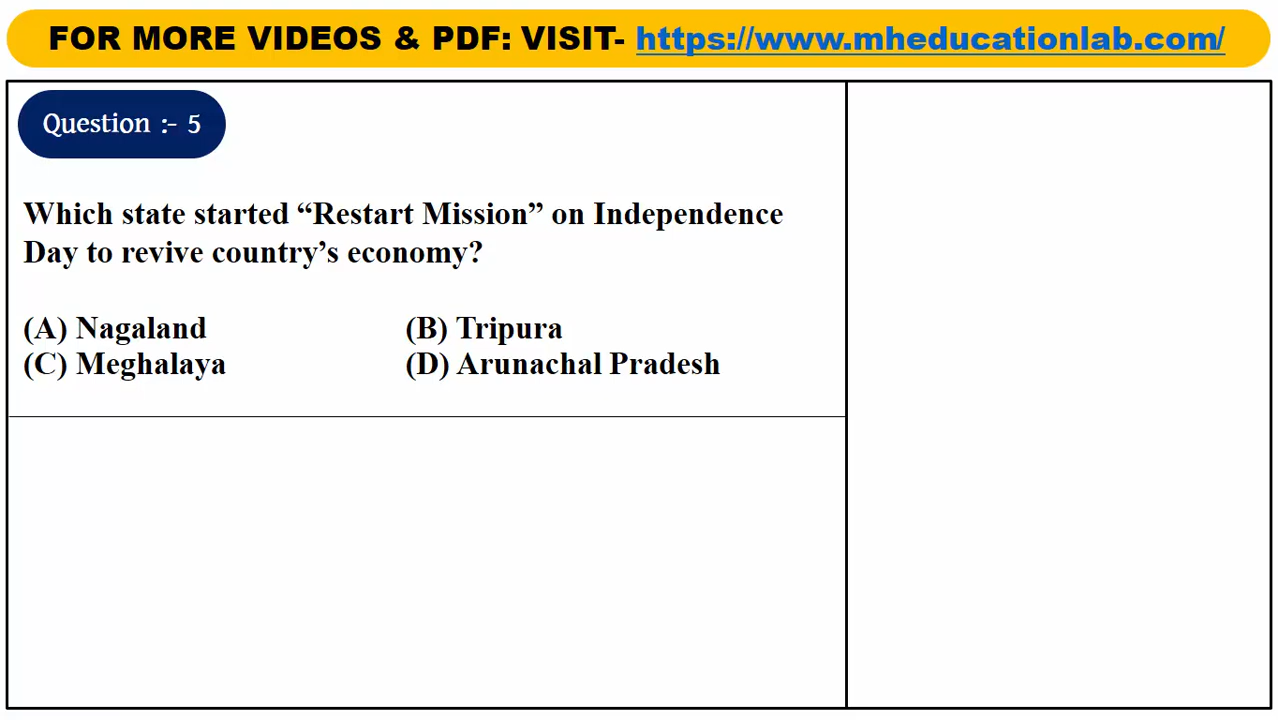 FOR MORE VIDEOS & PDF: VISIT- https://www.mheducationlab.com/
Question :- 5
Which state started “Restart Mission” on Independence
Day to revive country’s economy?
(A) Nagaland (B) Tripura
(C) Meghalaya (D) Arunachal Pradesh